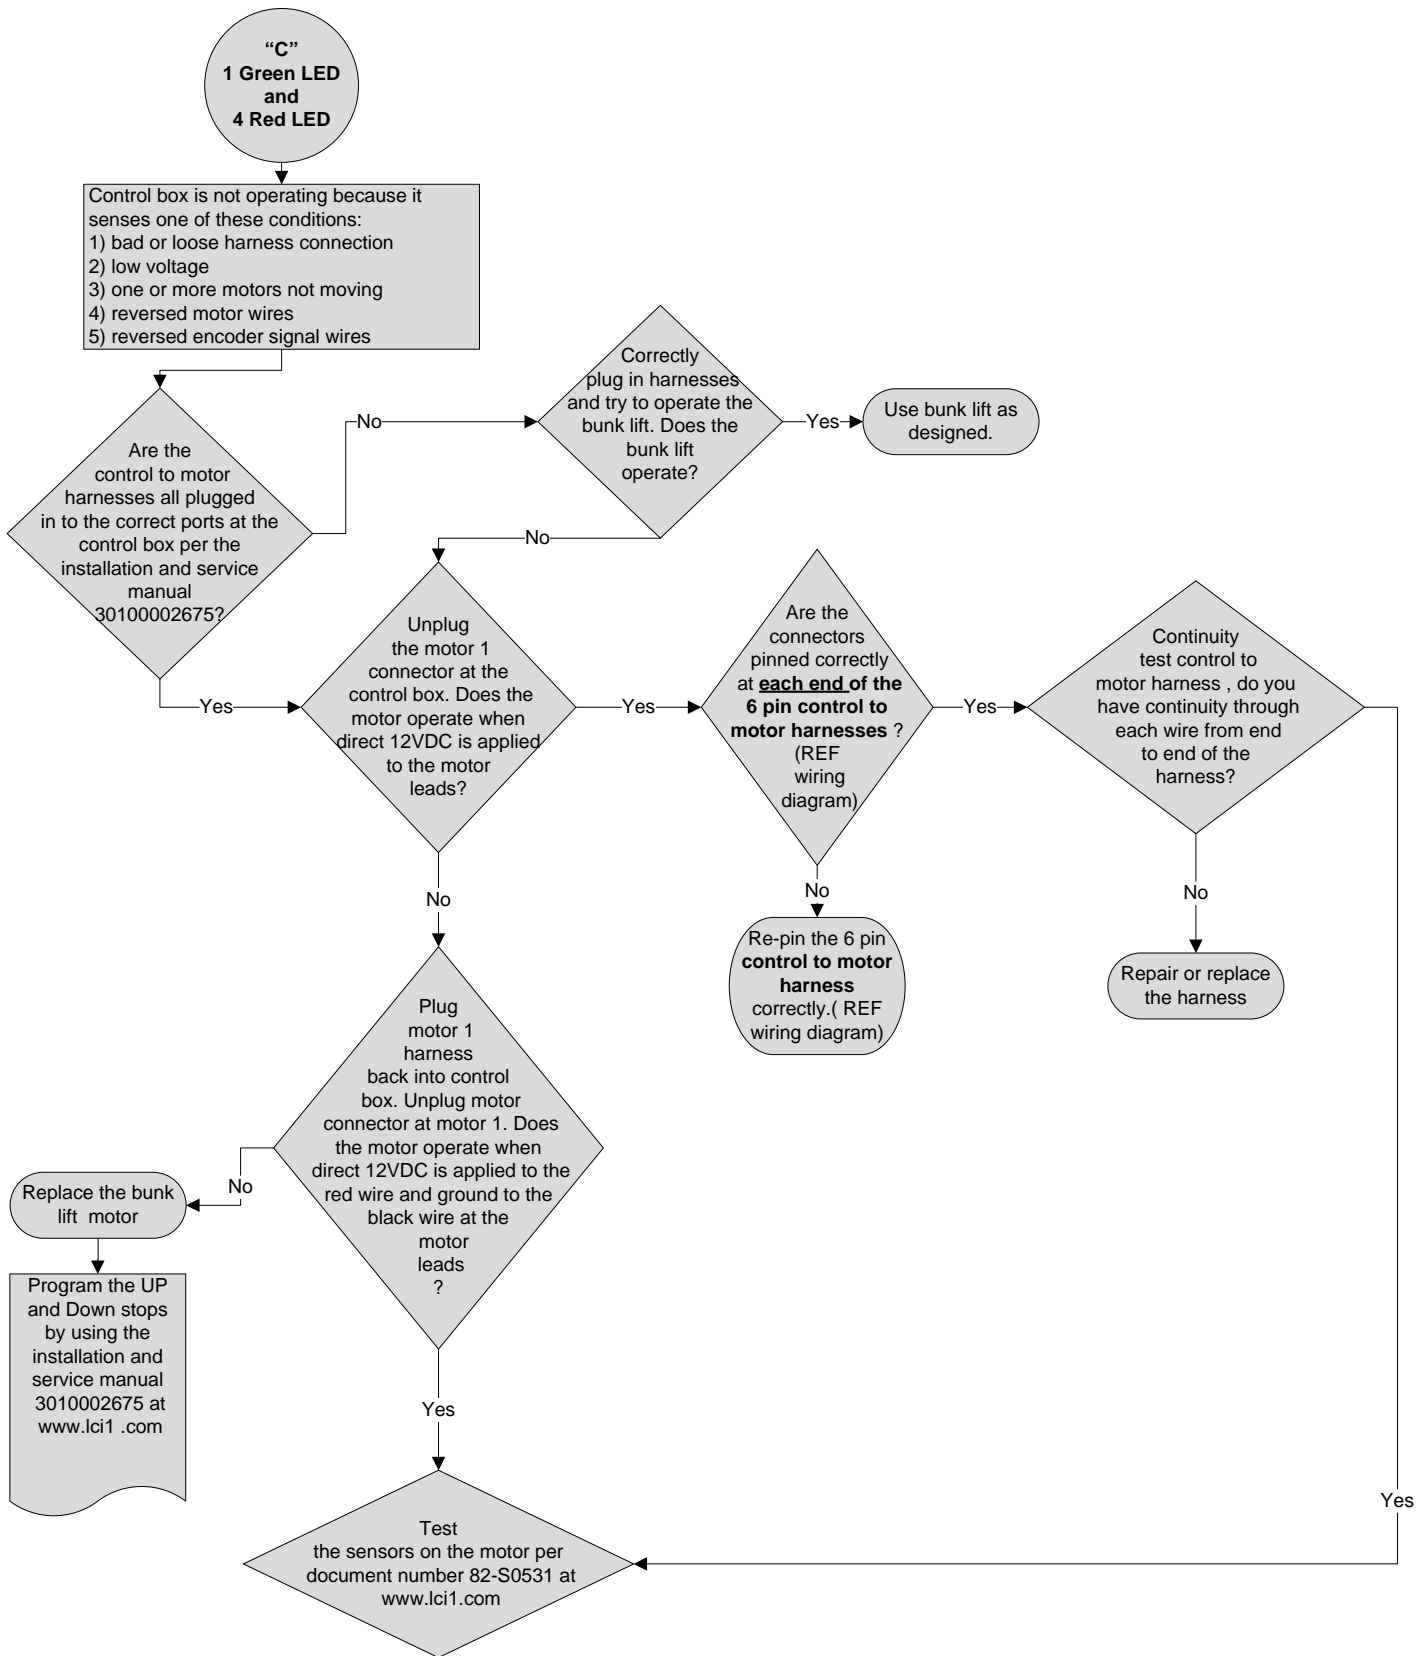 “C”
1 Green LED
and
4 Red LED
Control box is not operating because it
senses one of these conditions:
1) bad or loose harness connection
2) low voltage
3) one or more motors not moving
4) reversed motor wires
5) reversed encoder signal wires
Correctly
plug in harnesses
and try to operate the
bunk lift. Does the
bunk lift
operate?
No
Yes
Use bunk lift as
designed.
Are the
control to motor
harnesses all plugged
in to the correct ports at the
control box per the
installation and service
manual
30100002675?
No
Yes
Unplug
the motor 1
connector at the
control box. Does the
motor operate when
direct 12VDC is applied
to the motor
leads?
Yes
Are the
connectors
pinned correctly
at each end of the
6 pin control to
motor harnesses ?
(REF
wiring
diagram)
Yes
Continuity
test control to
motor harness , do you
have continuity through
each wire from end
to end of the
harness?
No
No
No
Re-pin the 6 pin
control to motor
harness
correctly.( REF
wiring diagram)
Repair or replace
the harness
Plug
motor 1
harness
back into control
box. Unplug motor
connector at motor 1. Does
the motor operate when
direct 12VDC is applied to the
red wire and ground to the
black wire at the
motor
leads
?
No
Replace the bunk
lift motor
Program the UP
and Down stops
by using the
installation and
service manual
3010002675 at
www.lci1 .com
Yes
Yes
Test
the sensors on the motor per
document number 82-S0531 at
www.lci1.com